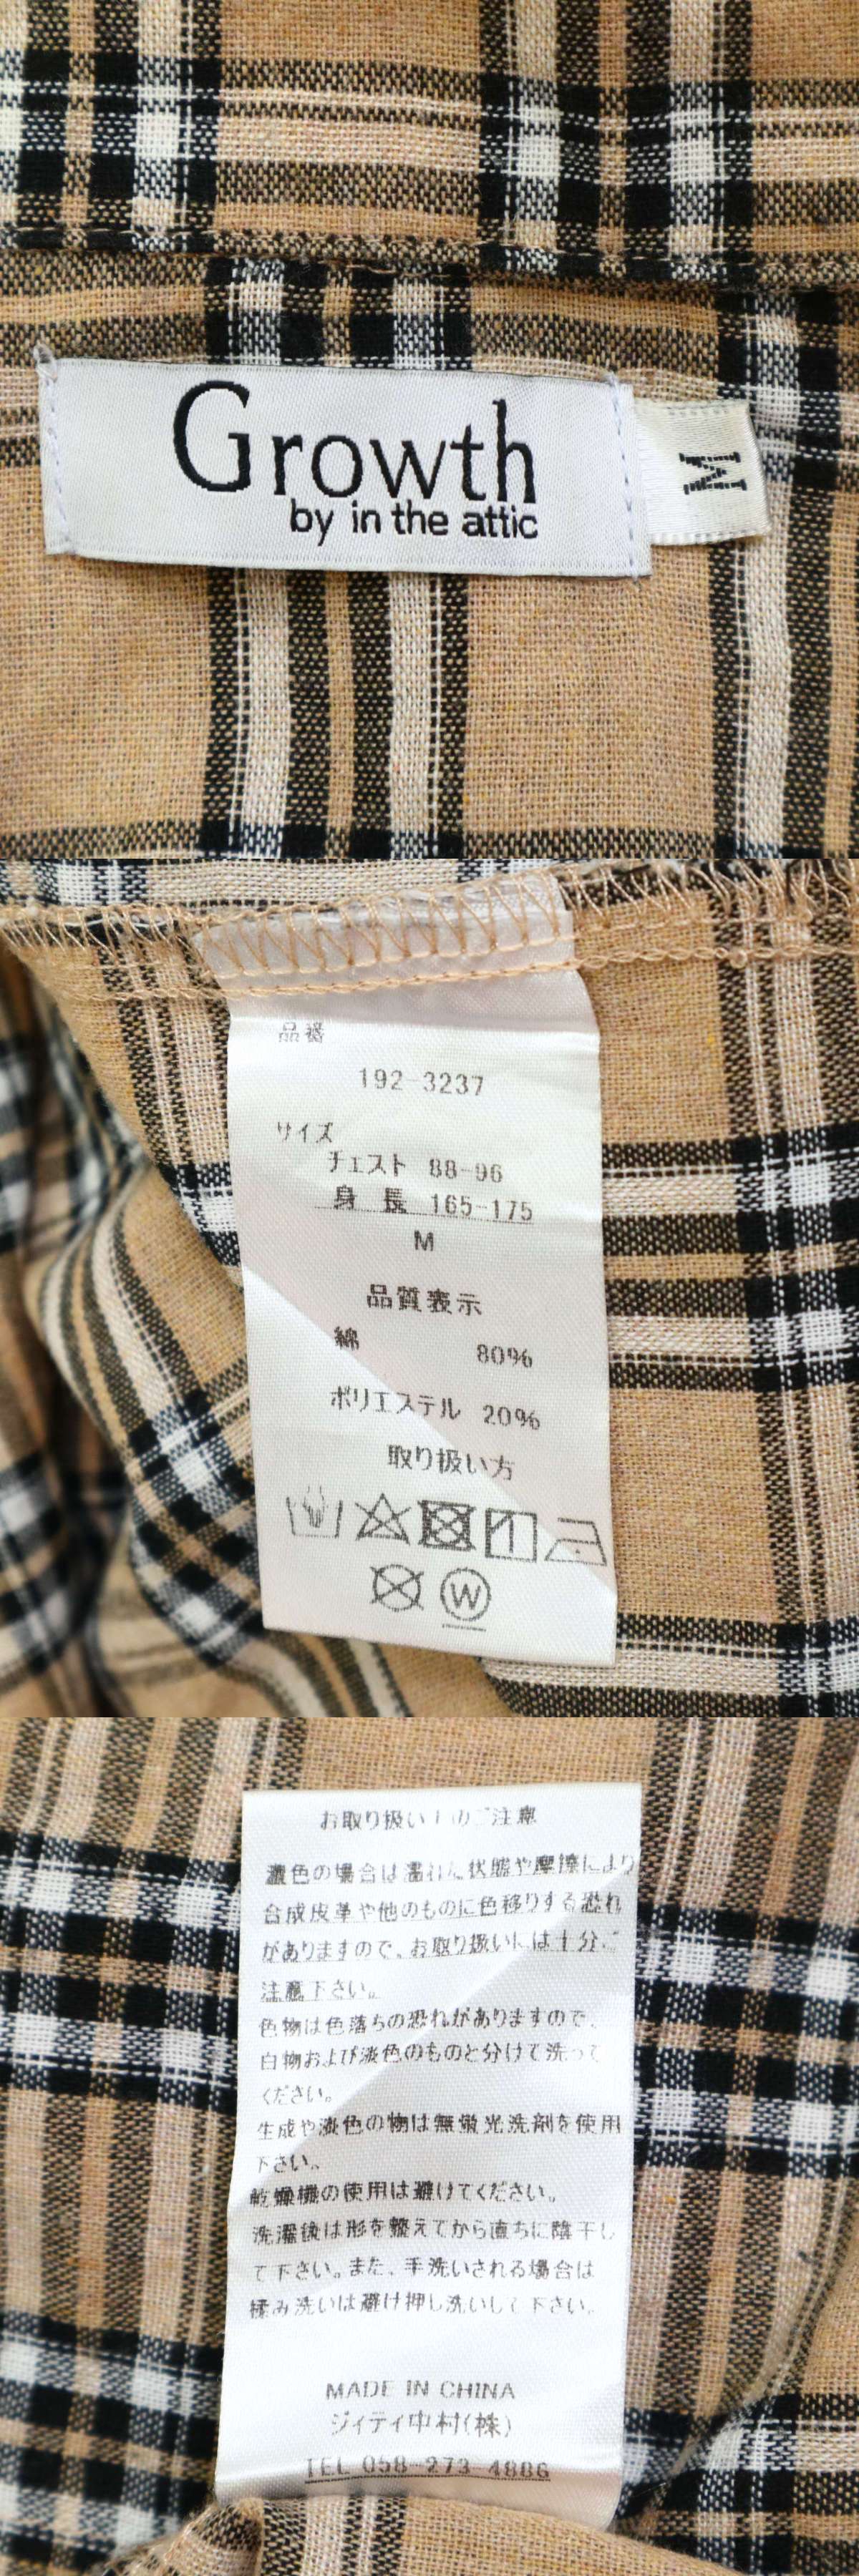 Growth
by in the attic
M
品番
192-3237
サイズ
チェスト 88-96
身 長 165-175
M
品質表示
綿 80%
ポリエステル 20%
取り扱い方
W
お取り扱い上のご注意
濃色の場合は濡れた状態や摩擦により
合成皮革や他のものに色移りする恐れ
がありますので、お取り扱いには十分ご
注意下さい。
色物は色落ちの恐れがありますので、
白物および淡色のものと分けて洗って
ください。
生成や淡色の物は無蛍光洗剤を使用
下さい。
乾燥機の使用は避けてください。
洗濯後は形を整えてから直ちに陰干し
て下さい。また、手洗いされる場合は
揉み洗いは避け押し洗いして下さい。
MADE IN CHINA
ジィティ中村(株)
TEL 058-273-4886